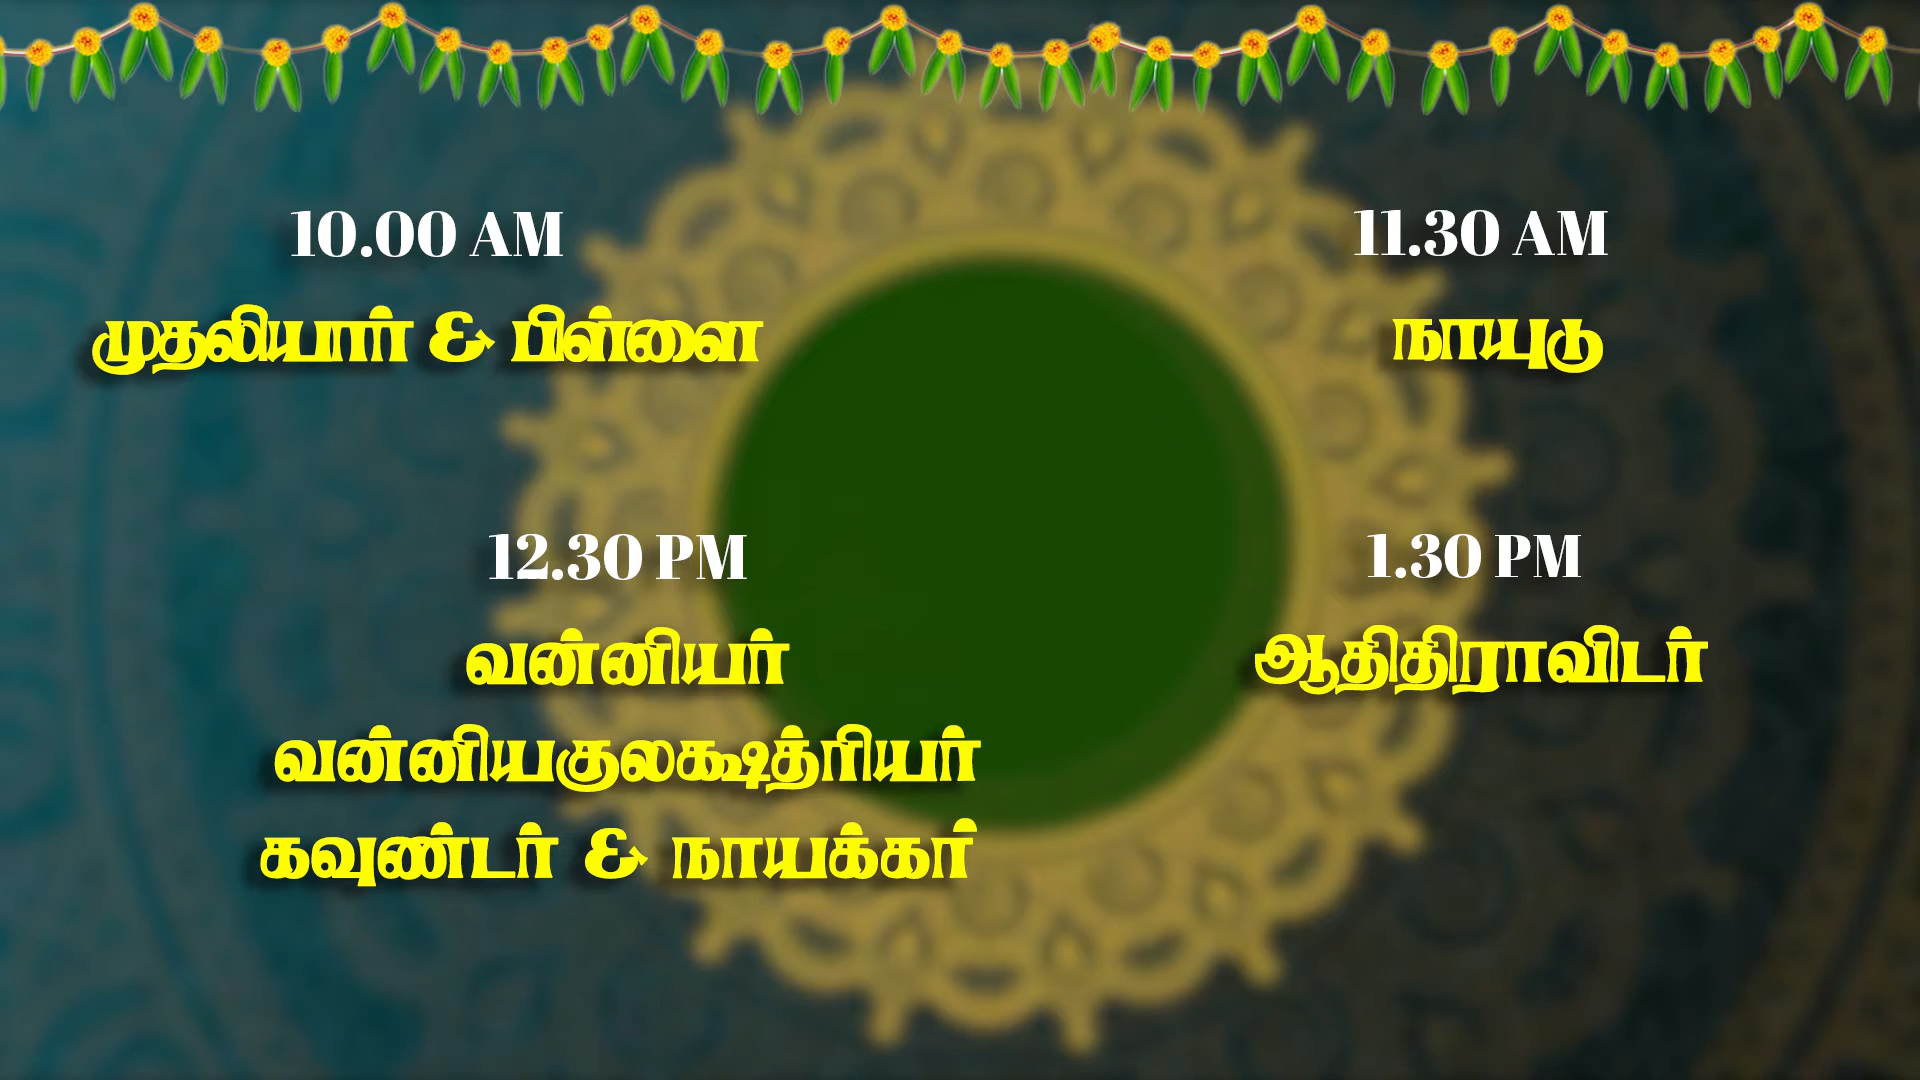 10.00 AM
முதலியார் & பிள்ளை
11.30 AM
நாயுடு
12.30 PM
வன்னியர்
வன்னியகுலக்ஷத்ரியர்
கவுண்டர் & நாயக்கர்
1.30 PM
ஆதிதிராவிடர்